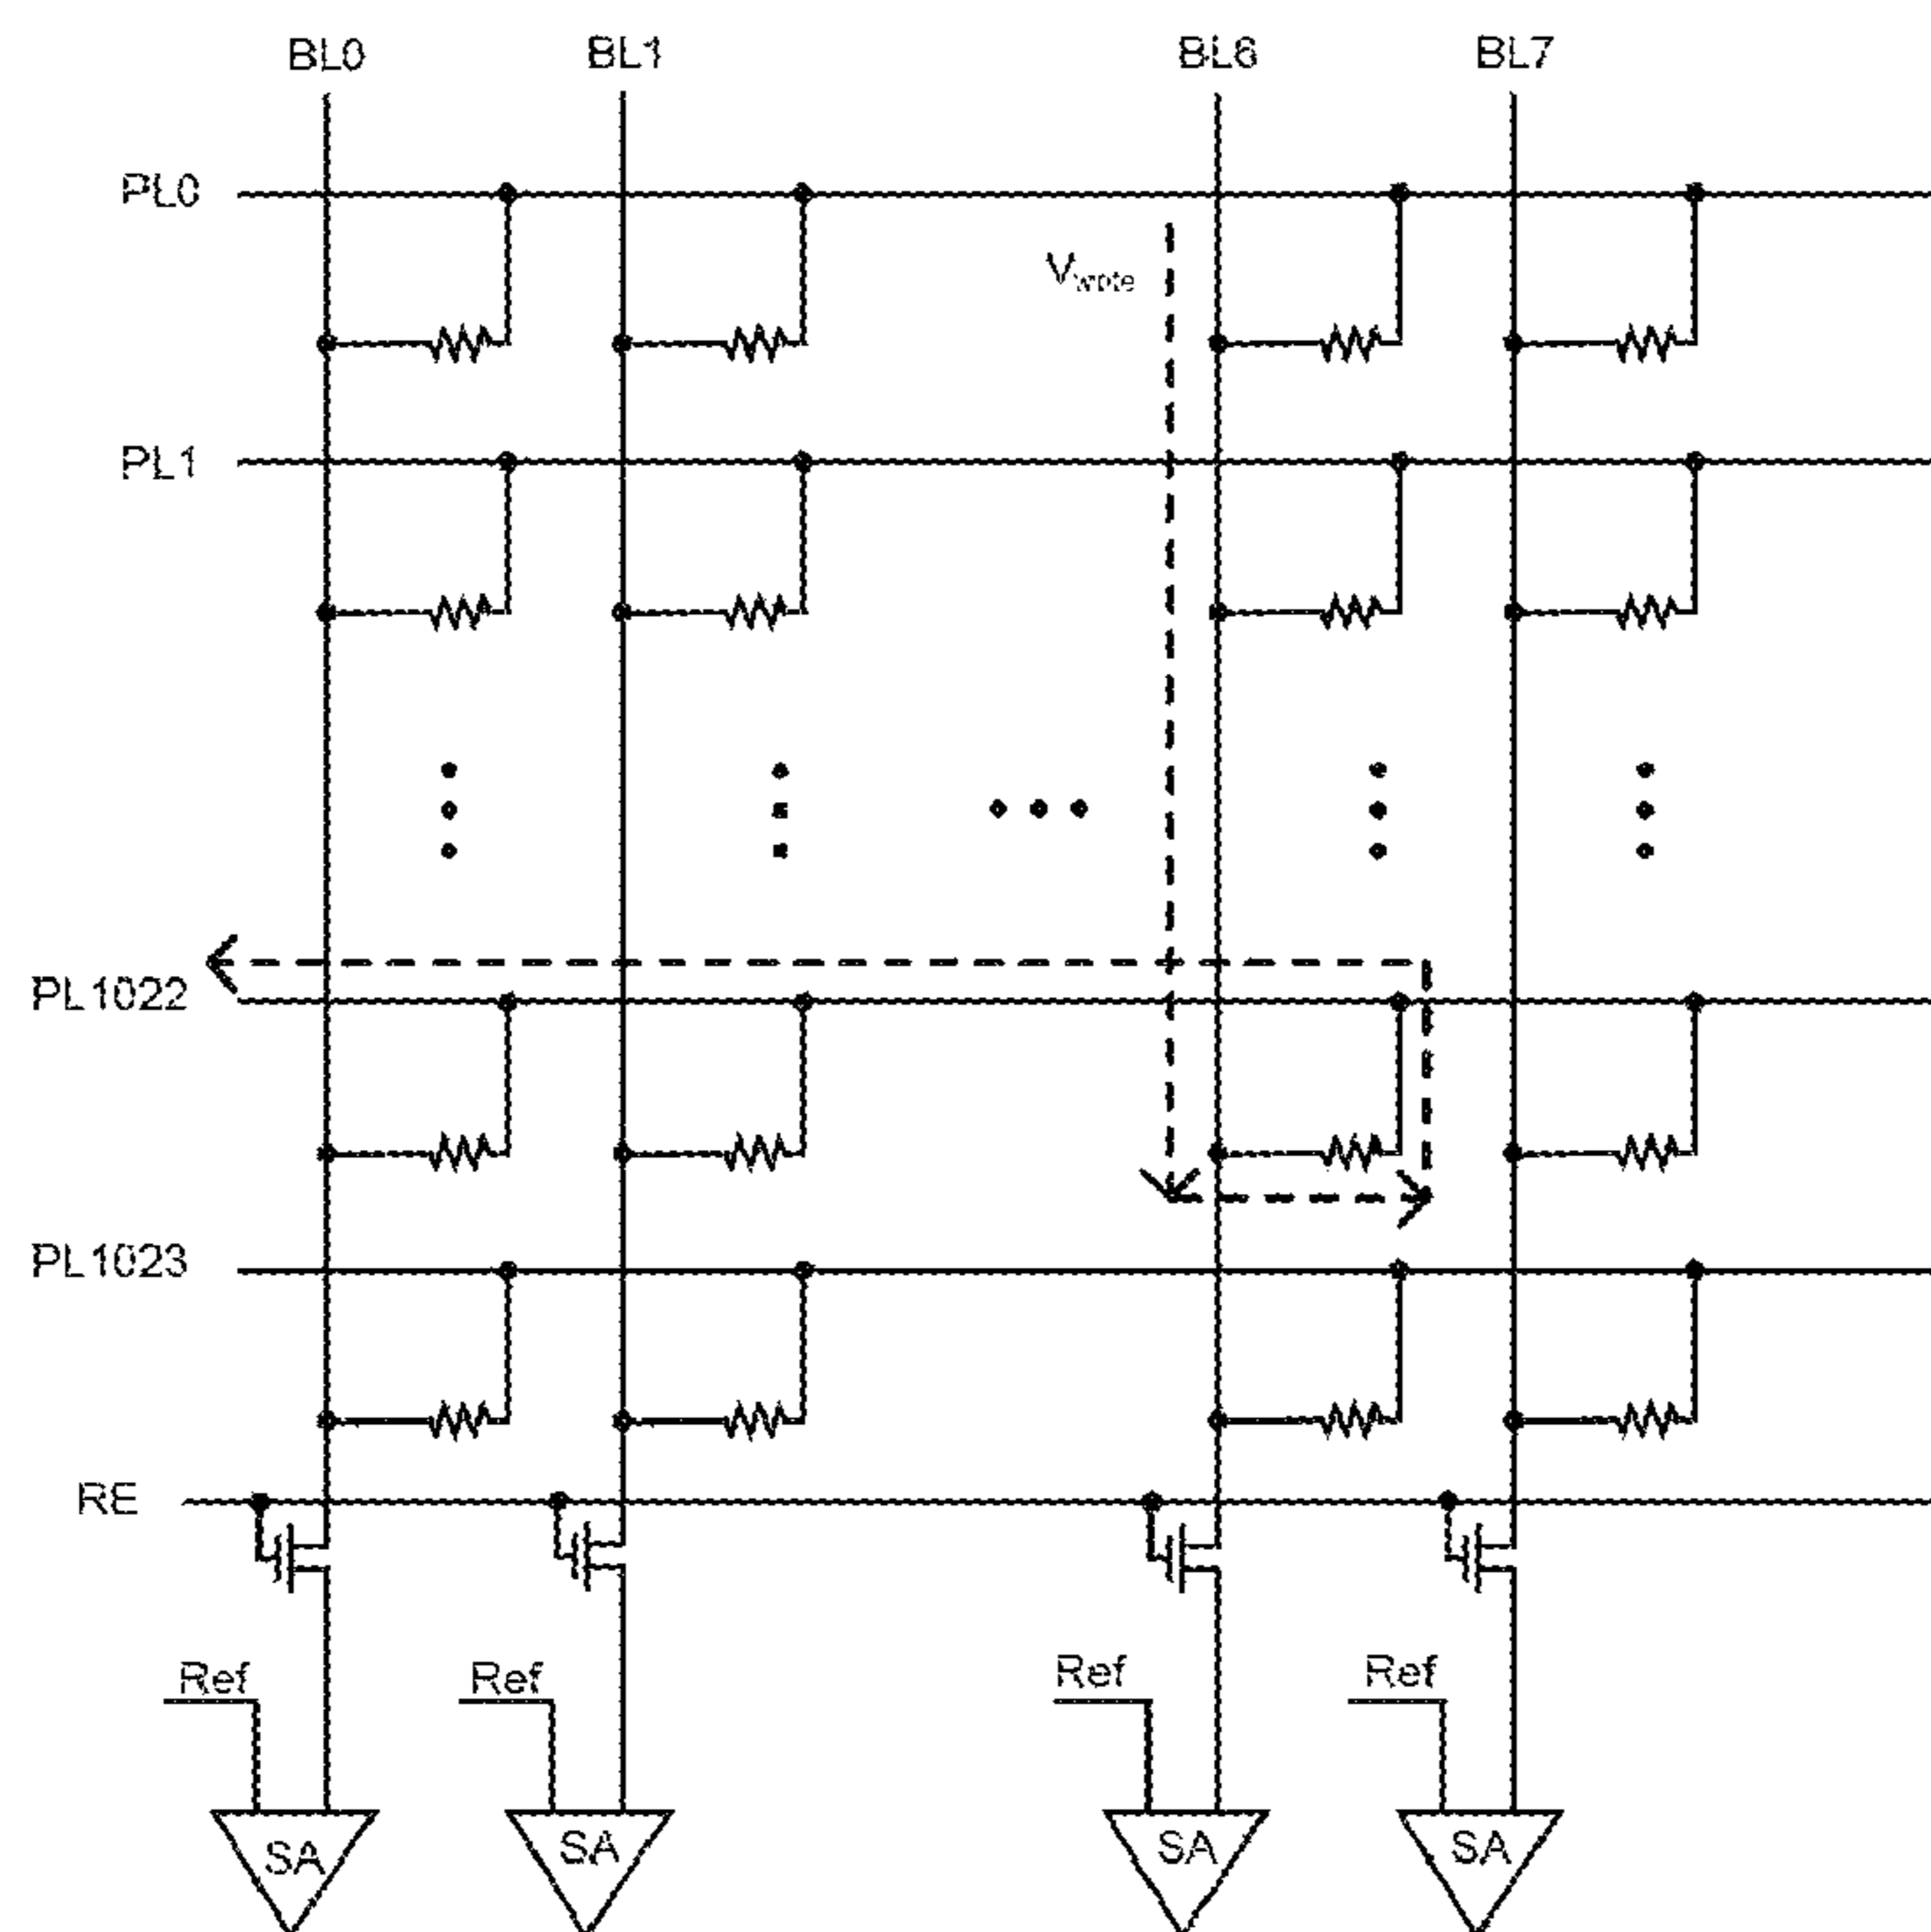 BL0 BL1 BL6 BL7
PL0
Vwrite
PL1
PL1022
PL1023
RE
Ref Ref Ref Ref
SA SA SA SA